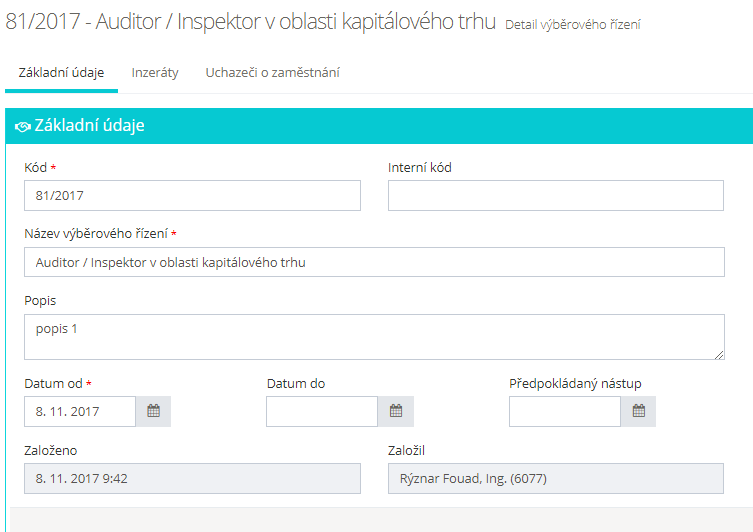 81/2017 - Auditor / Inspektor v oblasti kapitálového trhu Detail výběrového řízení
Základní údaje Inzeráty Uchazeči o zaměstnání
Základní údaje
Kód * Interní kód
81/2017
Název výběrového řízení *
Auditor / Inspektor v oblasti kapitálového trhu
Popis
popis 1
Datum od * Datum do Předpokládaný nástup
8. 11. 2017
Založeno Založil
8. 11. 2017 9:42 Rýznar Fouad, Ing. (6077)